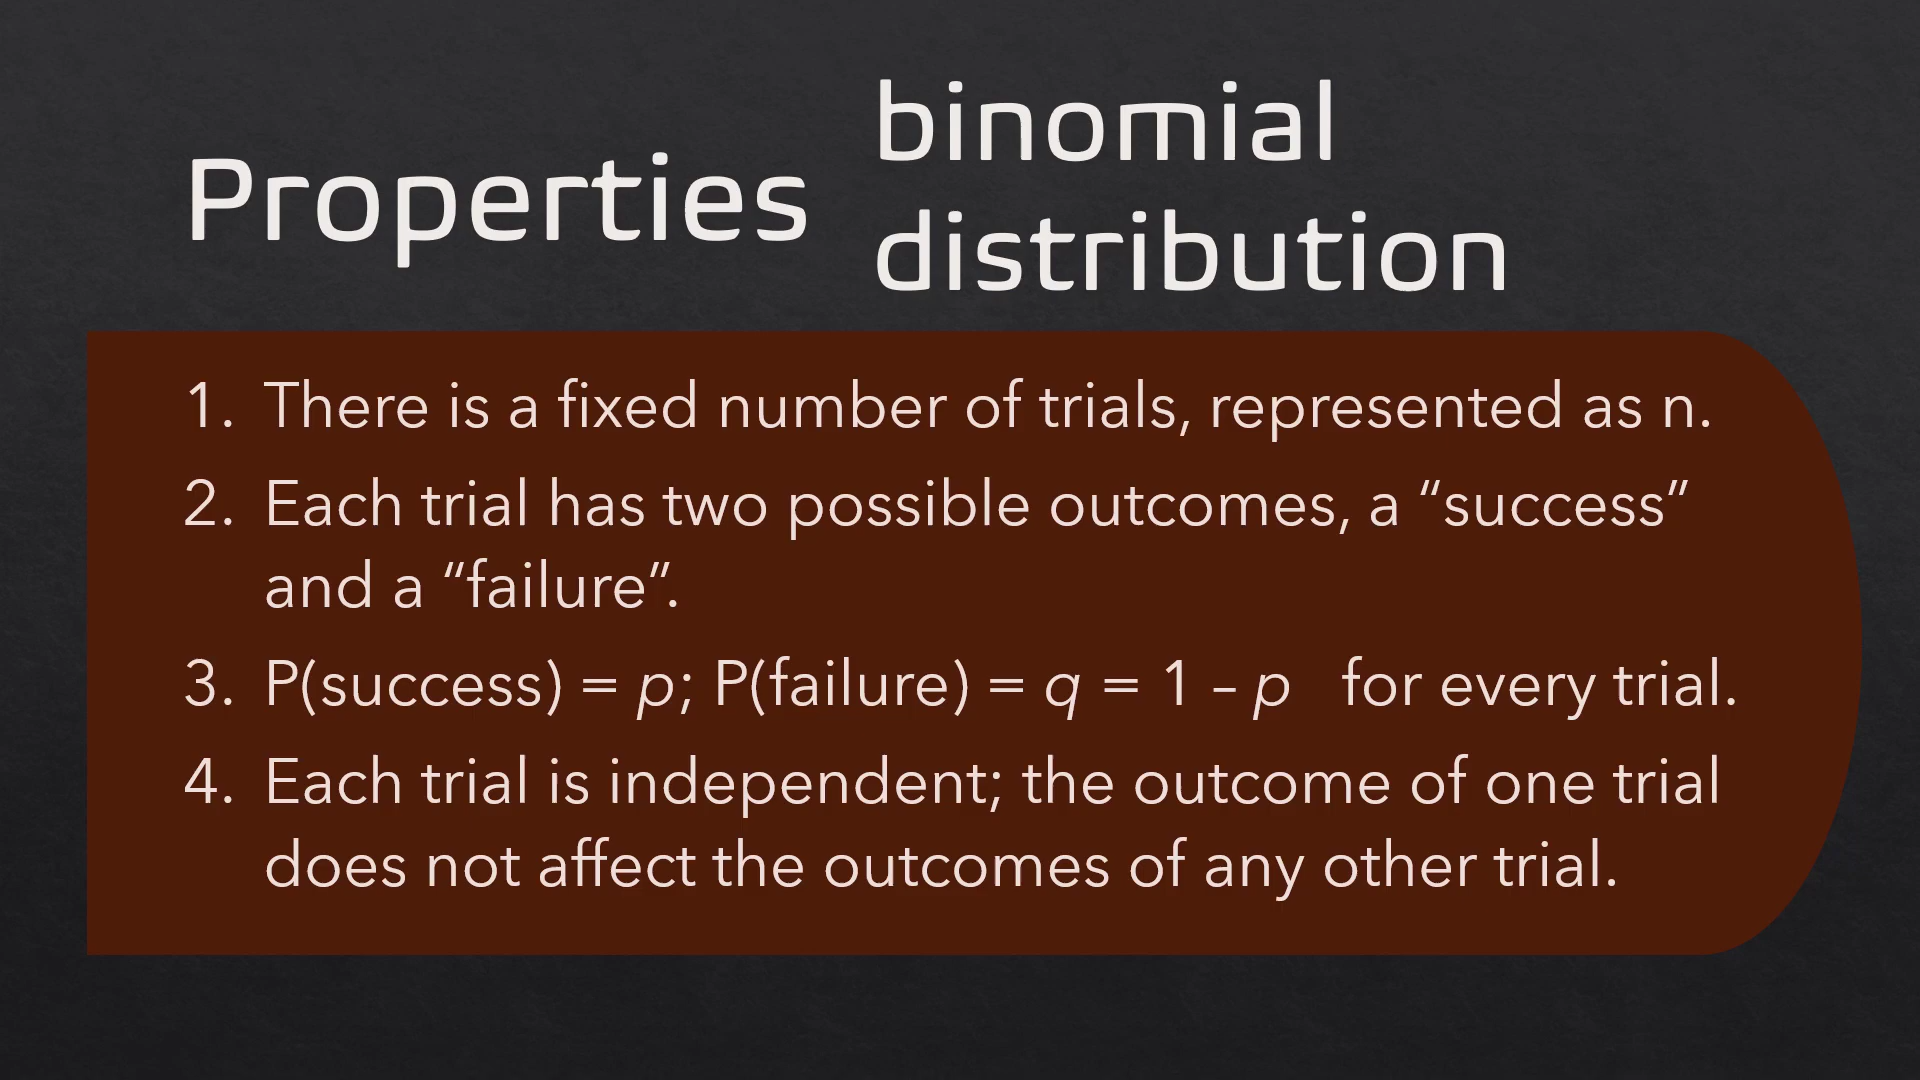 Properties
binomial
distribution
1. There is a fixed number of trials, represented as n.
2. Each trial has two possible outcomes, a “success”
and a “failure”.
3. P(success) = p; P(failure) = q = 1 – p for every trial.
4. Each trial is independent; the outcome of one trial
does not affect the outcomes of any other trial.